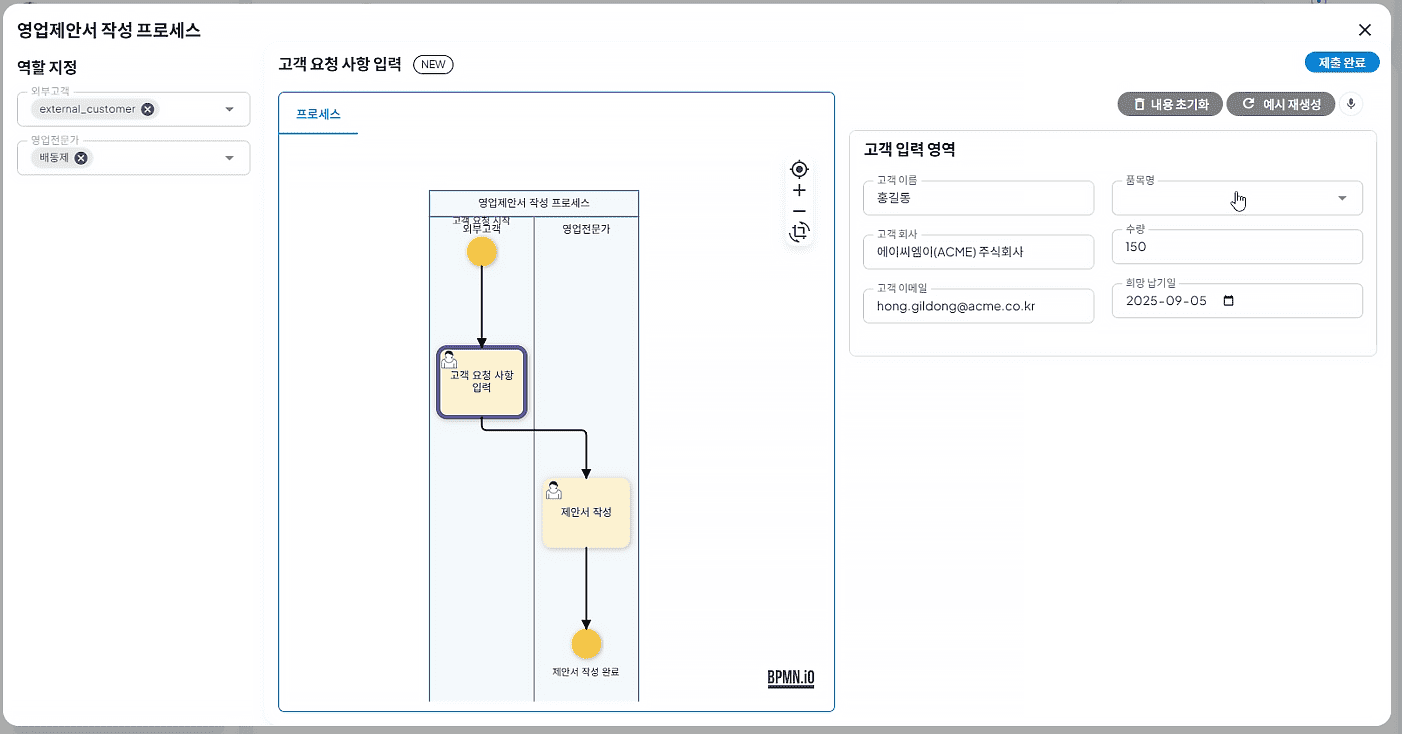 영업제안서 작성 프로세스
역할 지정
외부고객
external_customer
영업전문가
배동제
고객 요청 사항 입력
NEW
제출 완료
프로세스
영업제안서 작성 프로세스
고객 요청 시작
외부고객
영업전문가
고객 요청 사항
입력
제안서 작성
제안서 작성 완료
BPMN.iO
내용 초기화
예시 재생성
고객 입력 영역
고객 이름
홍길동
고객 회사
에이씨엠이(ACME) 주식회사
고객 이메일
hong.gildong@acme.co.kr
품목명
수량
150
희망 납기일
2025-09-05